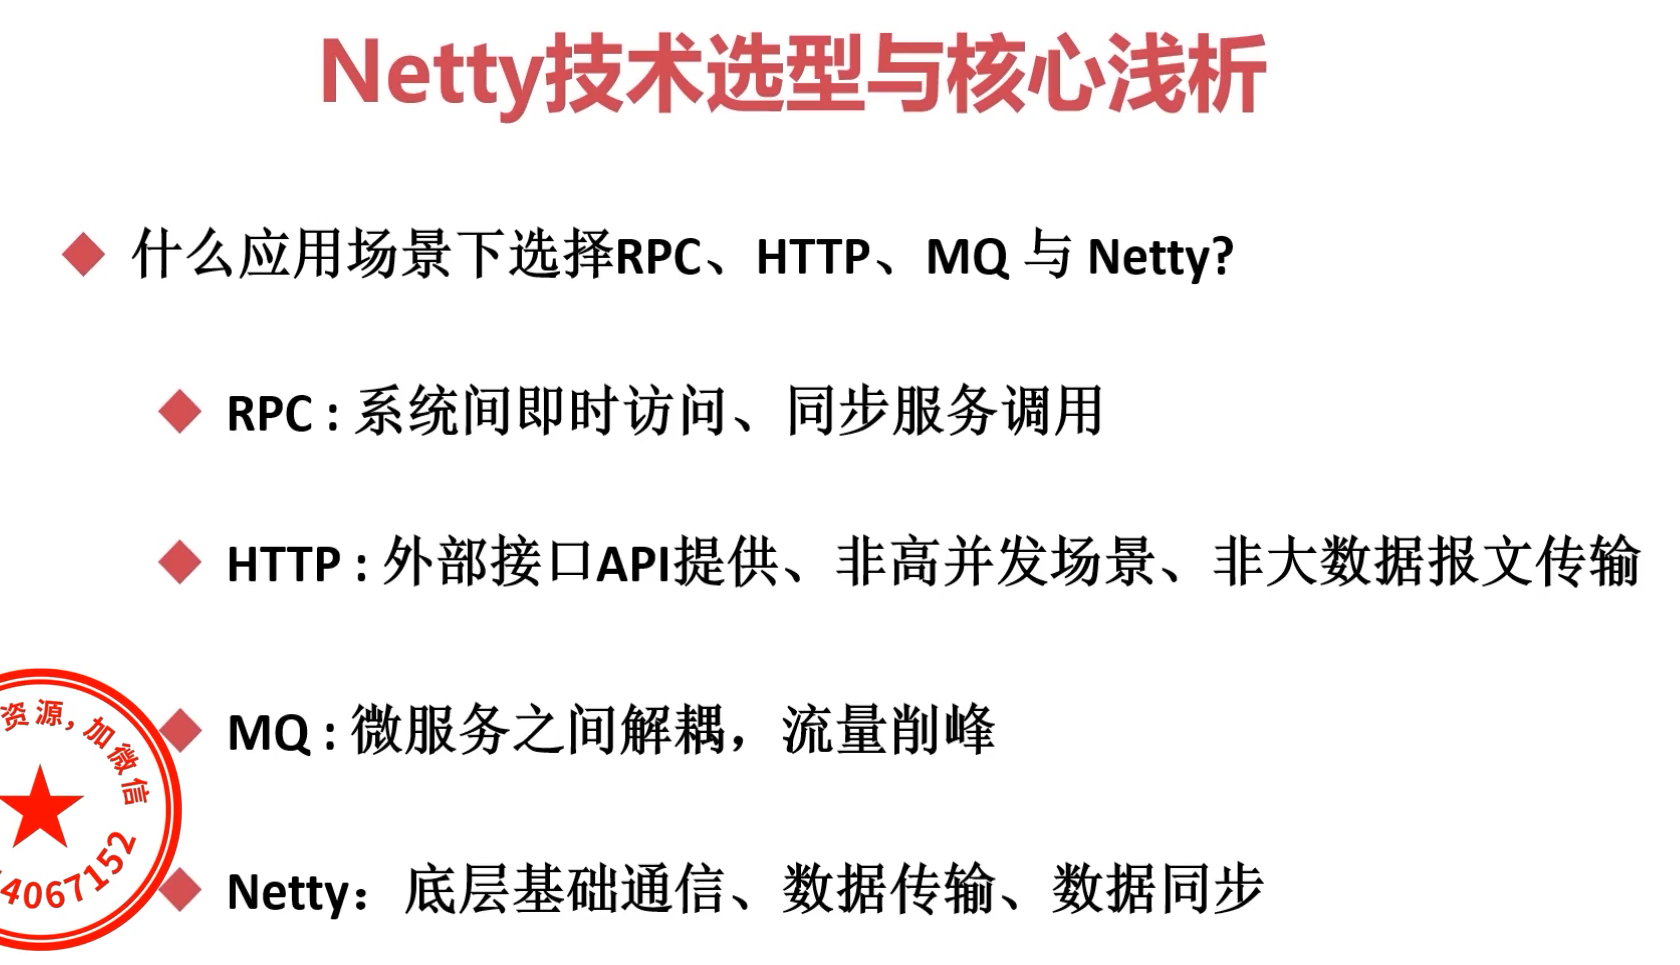 Netty技术选型与核心浅析
什么应用场景下选择RPC、HTTP、MQ 与 Netty?
RPC : 系统间即时访问、同步服务调用
HTTP : 外部接口API提供、非高并发场景、非大数据报文传输
MQ : 微服务之间解耦，流量削峰
Netty：底层基础通信、数据传输、数据同步
资源，加微信
4067152